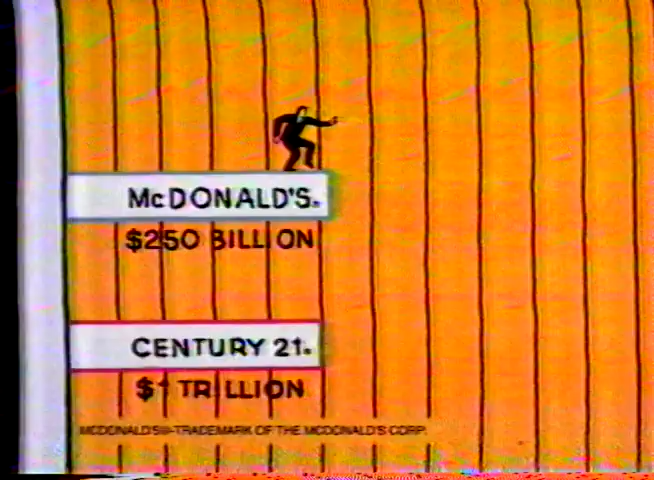 McDONALD'S®
$250 BILLION
CENTURY 21®
$1 TRILLION
MCDONALD'S®-TRADEMARK OF THE MCDONALD'S CORP.